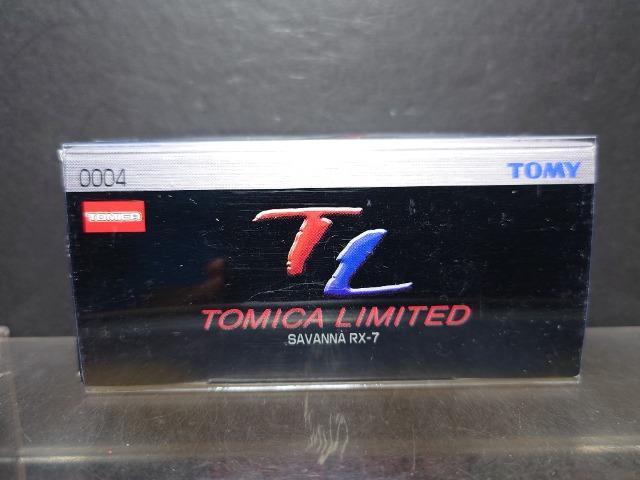 0004
TOMY
TOMICA
TL
TOMICA LIMITED
SAVANNA RX-7